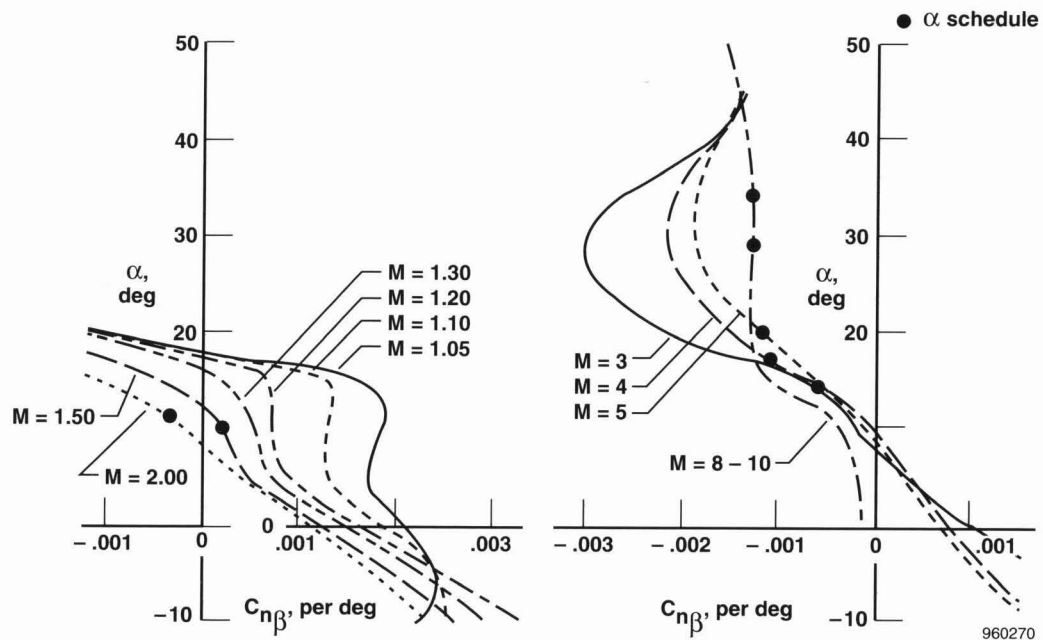 ● α schedule
50
40
30
α,
deg
20
M = 1.30
M = 1.20
M = 1.10
M = 1.05
M = 1.50
M = 2.00
0
–.001
0
.001
.003
–10
Cnβ, per deg
50
40
30
α,
deg
20
M = 3
M = 4
M = 5
M = 8 – 10
–.003
–.002
–.001
0
.001
–10
Cnβ, per deg
960270